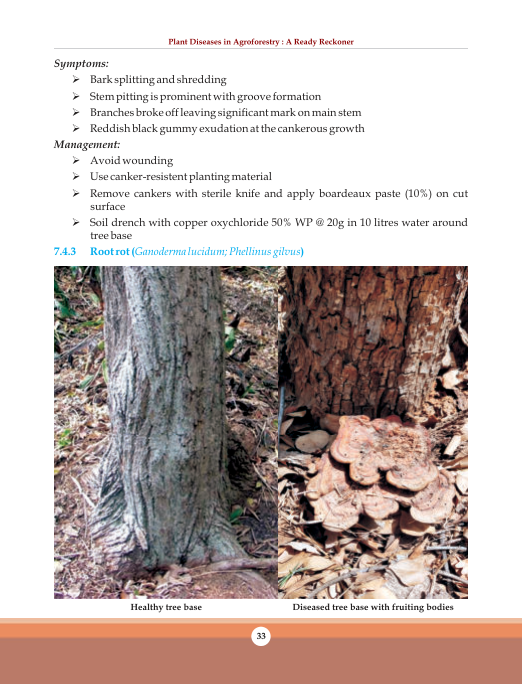 Plant Diseases in Agroforestry : A Ready Reckoner
Symptoms:
➢ Bark splitting and shredding
➢ Stem pitting is prominent with groove formation
➢ Branches broke off leaving significant mark on main stem
➢ Reddish black gummy exudation at the cankerous growth
Management:
➢ Avoid wounding
➢ Use canker-resistent planting material
➢ Remove cankers with sterile knife and apply boardeaux paste (10%) on cut
surface
➢ Soil drench with copper oxychloride 50% WP @ 20g in 10 litres water around
tree base
7.4.3 Root rot (Ganoderma lucidum; Phellinus gilvus)
Healthy tree base
Diseased tree base with fruiting bodies
33